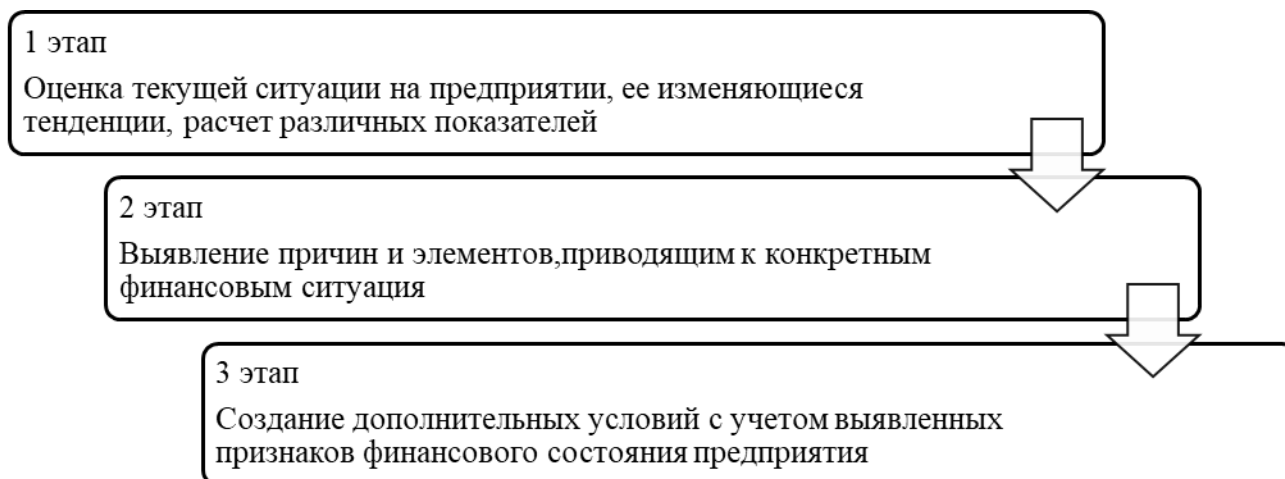 1 этап
Оценка текущей ситуации на предприятии, ее изменяющиеся
тенденции, расчет различных показателей
2 этап
Выявление причин и элементов,приводящим к конкретным
финансовым ситуация
3 этап
Создание дополнительных условий с учетом выявленных
признаков финансового состояния предприятия